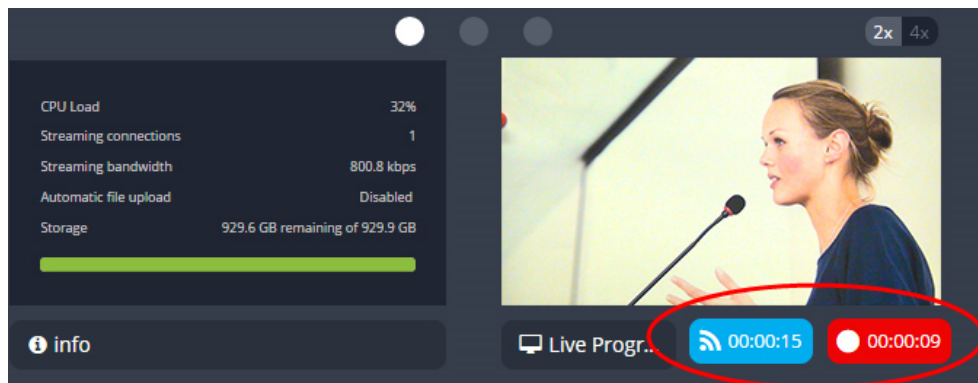 2x 4x
CPU Load 32%
Streaming connections 1
Streaming bandwidth 800.8 kbps
Automatic file upload Disabled
Storage 929.6 GB remaining of 929.9 GB
info
Live Progr...
00:00:15
00:00:09